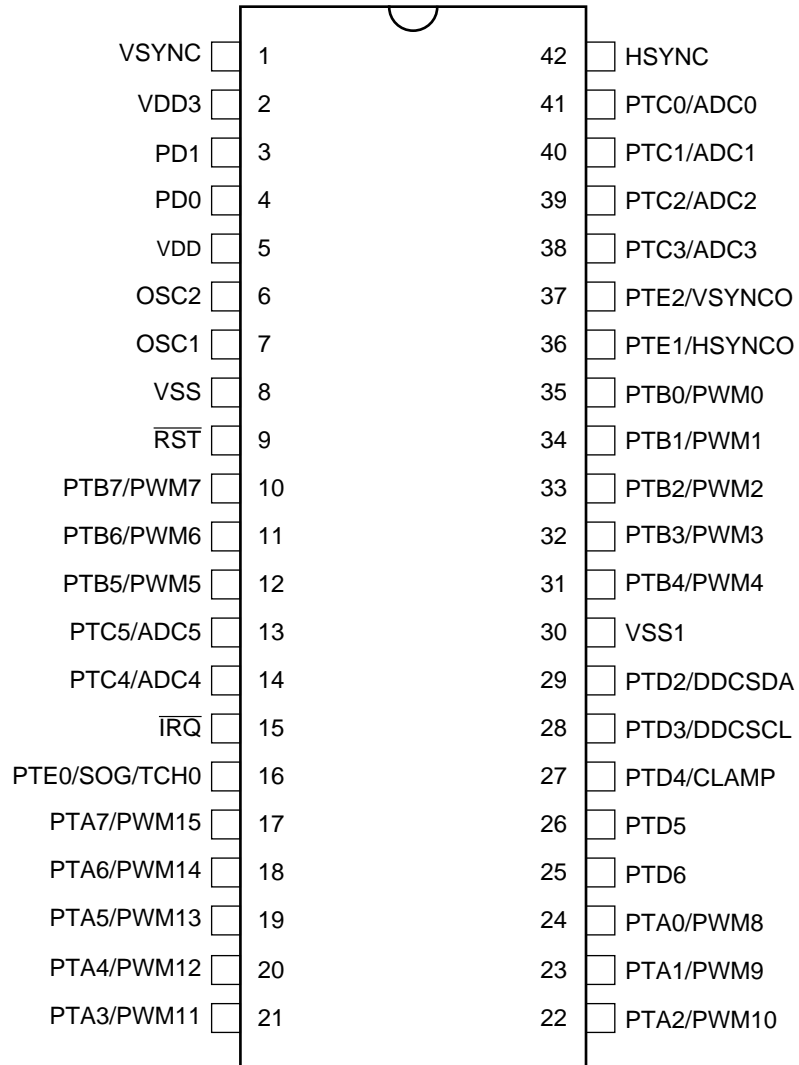 VSYNC 1 42 HSYNC
VDD3 2 41 PTC0/ADC0
PD1 3 40 PTC1/ADC1
PD0 4 39 PTC2/ADC2
VDD 5 38 PTC3/ADC3
OSC2 6 37 PTE2/VSYNCO
OSC1 7 36 PTE1/HSYNCO
VSS 8 35 PTB0/PWM0
R̅S̅T̅ 9 34 PTB1/PWM1
PTB7/PWM7 10 33 PTB2/PWM2
PTB6/PWM6 11 32 PTB3/PWM3
PTB5/PWM5 12 31 PTB4/PWM4
PTC5/ADC5 13 30 VSS1
PTC4/ADC4 14 29 PTD2/DDCSDA
I̅R̅Q̅ 15 28 PTD3/DDCSCL
PTE0/SOG/TCH0 16 27 PTD4/CLAMP
PTA7/PWM15 17 26 PTD5
PTA6/PWM14 18 25 PTD6
PTA5/PWM13 19 24 PTA0/PWM8
PTA4/PWM12 20 23 PTA1/PWM9
PTA3/PWM11 21 22 PTA2/PWM10